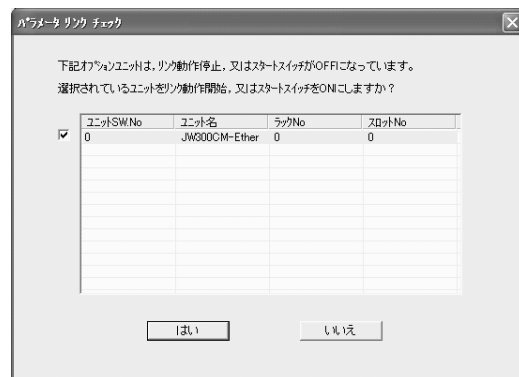 ﾊﾟﾗﾒｰﾀ ﾘﾝｸ ﾁｪｯｸ
下記ｵﾌﾟｼｮﾝﾕﾆｯﾄは，ﾘﾝｸ動作停止，又はｽﾀｰﾄｽｲｯﾁがOFFになっています。
選択されているﾕﾆｯﾄをﾘﾝｸ動作開始，又はｽﾀｰﾄｽｲｯﾁをONにしますか？
ﾕﾆｯﾄSW.No ﾕﾆｯﾄ名 ﾗｯｸNo ｽﾛｯﾄNo
0 JW300CM-Ether 0 0
はい いいえ